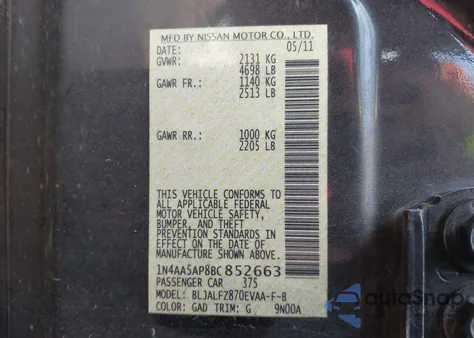 MFD BY NISSAN MOTOR CO., LTD.
DATE: 05/11
GVWR: 2131 KG
4698 LB
GAWR FR.: 1140 KG
2513 LB
GAWR RR.: 1000 KG
2205 LB
THIS VEHICLE CONFORMS TO
ALL APPLICABLE FEDERAL
MOTOR VEHICLE SAFETY,
BUMPER, AND THEFT
PREVENTION STANDARDS IN
EFFECT ON THE DATE OF
MANUFACTURE SHOWN ABOVE.
1N4AA5AP8BC852663
PASSENGER CAR 375
MODEL: BLJALFZ870EVAA-F-B
COLOR: GAD TRIM: G 9N00A
autoSnap